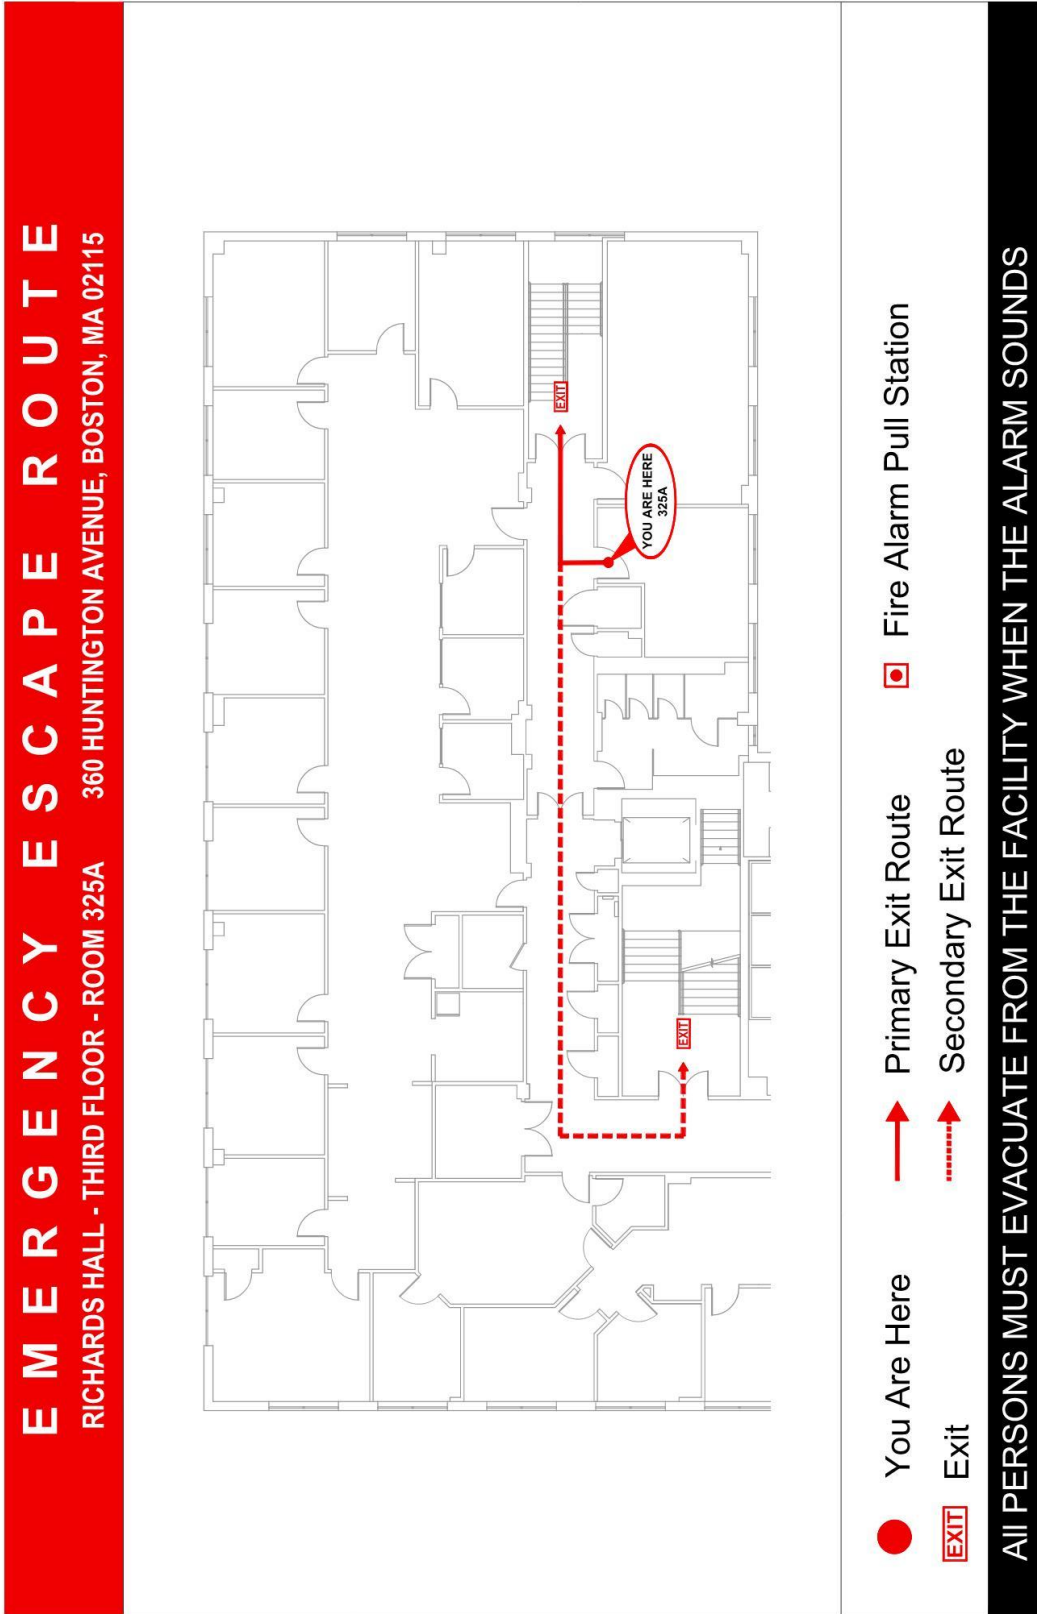 EMERGENCY ESCAPE ROUTE
RICHARDS HALL - THIRD FLOOR - ROOM 325A 360 HUNTINGTON AVENUE, BOSTON, MA 02115
EXIT
YOU ARE HERE
325A
EXIT
You Are Here
Primary Exit Route
Fire Alarm Pull Station
EXIT Exit
Secondary Exit Route
All PERSONS MUST EVACUATE FROM THE FACILITY WHEN THE ALARM SOUNDS